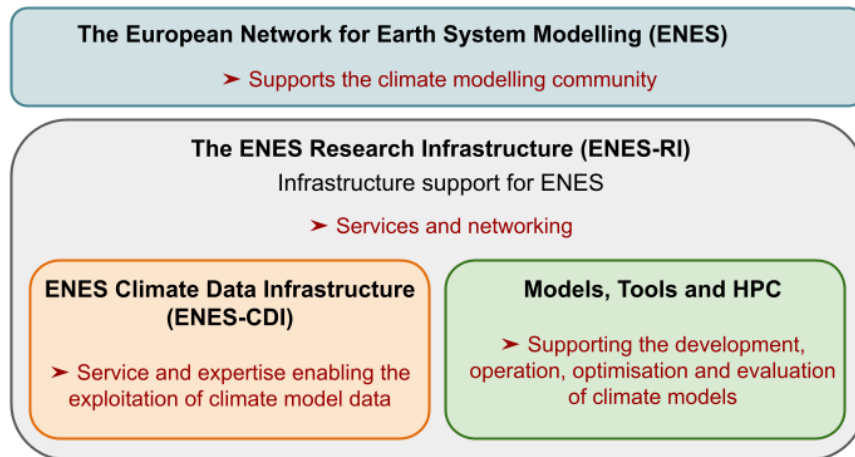 The European Network for Earth System Modelling (ENES)
➤ Supports the climate modelling community
The ENES Research Infrastructure (ENES-RI)
Infrastructure support for ENES
➤ Services and networking
ENES Climate Data Infrastructure
(ENES-CDI)
➤ Service and expertise enabling the
exploitation of climate model data
Models, Tools and HPC
➤ Supporting the development,
operation, optimisation and evaluation
of climate models